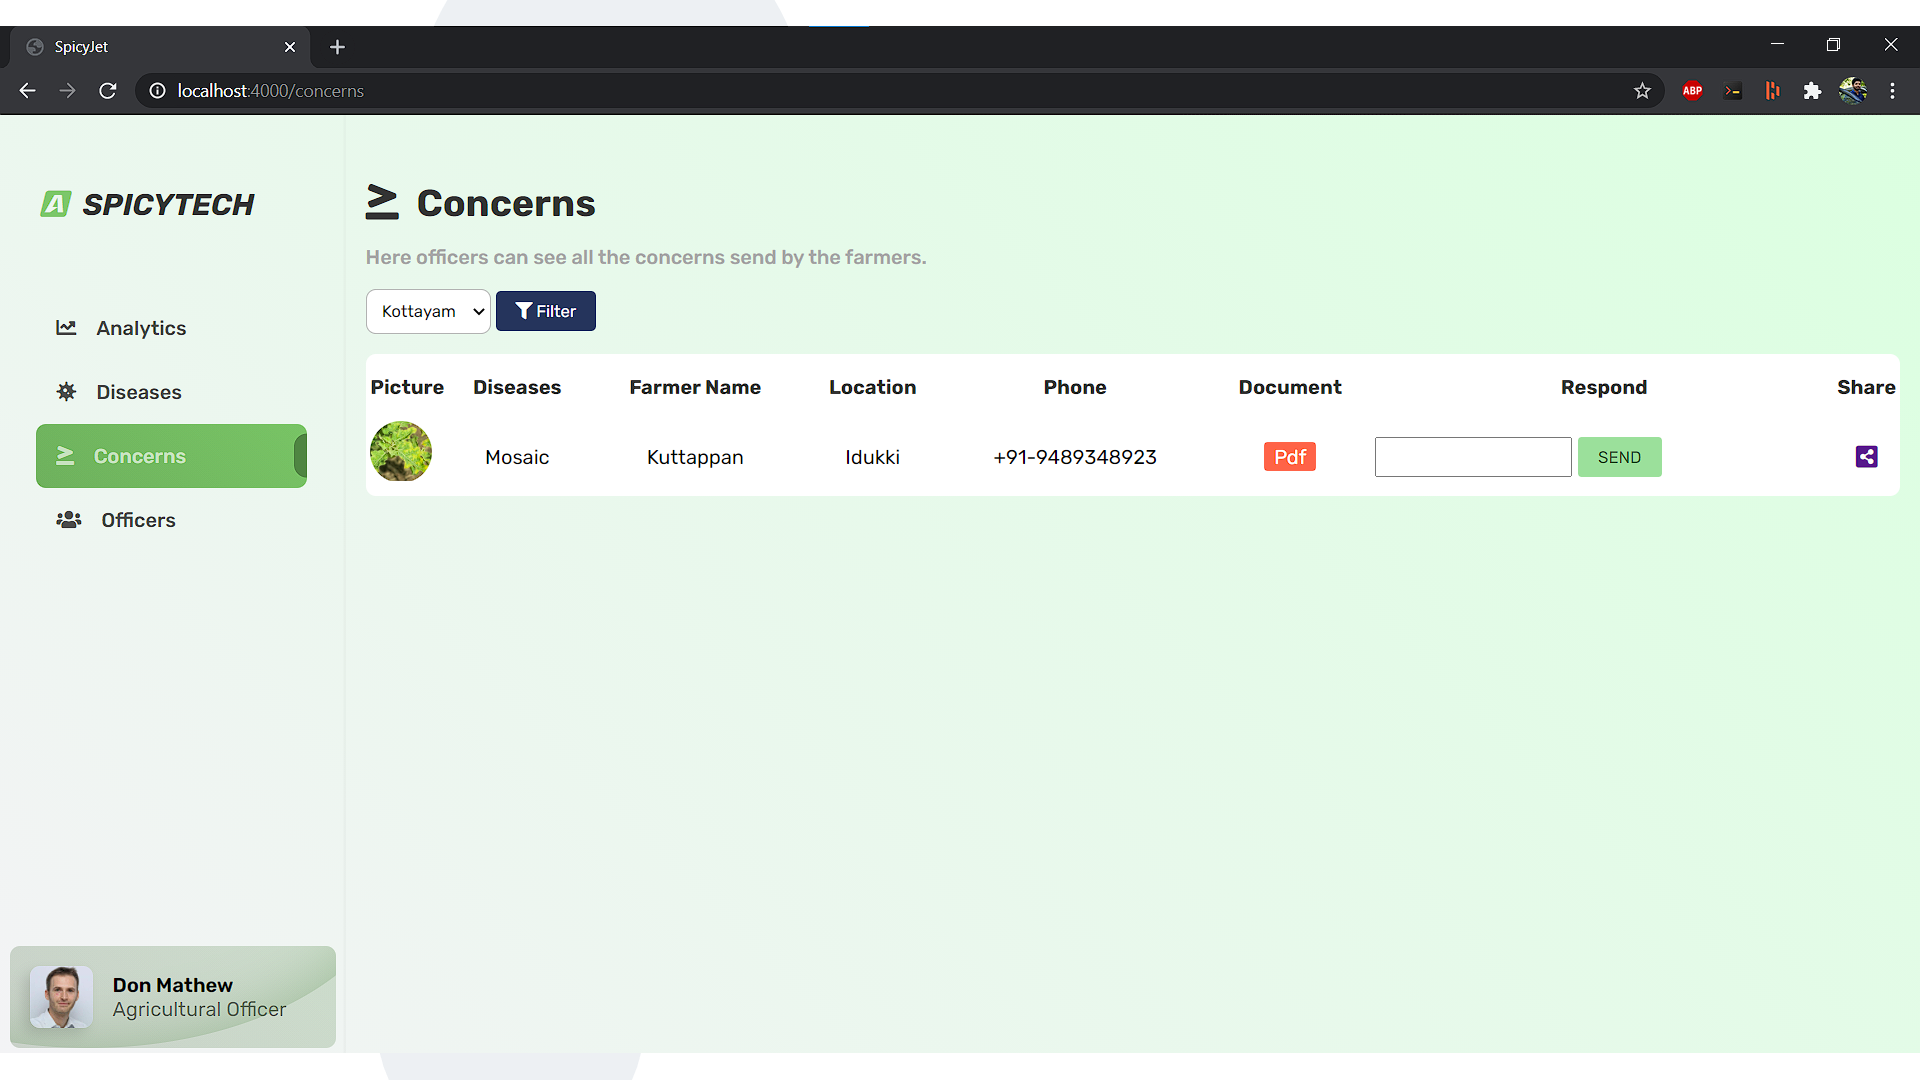 SpicyJet
localhost:4000/concerns
ABP
A SPICYTECH
Analytics
Diseases
Concerns
Officers
Don Mathew
Agricultural Officer
Concerns
Here officers can see all the concerns send by the farmers.
Kottayam Filter
Picture Diseases Farmer Name Location Phone Document Respond Share
Mosaic Kuttappan Idukki +91-9489348923 Pdf SEND